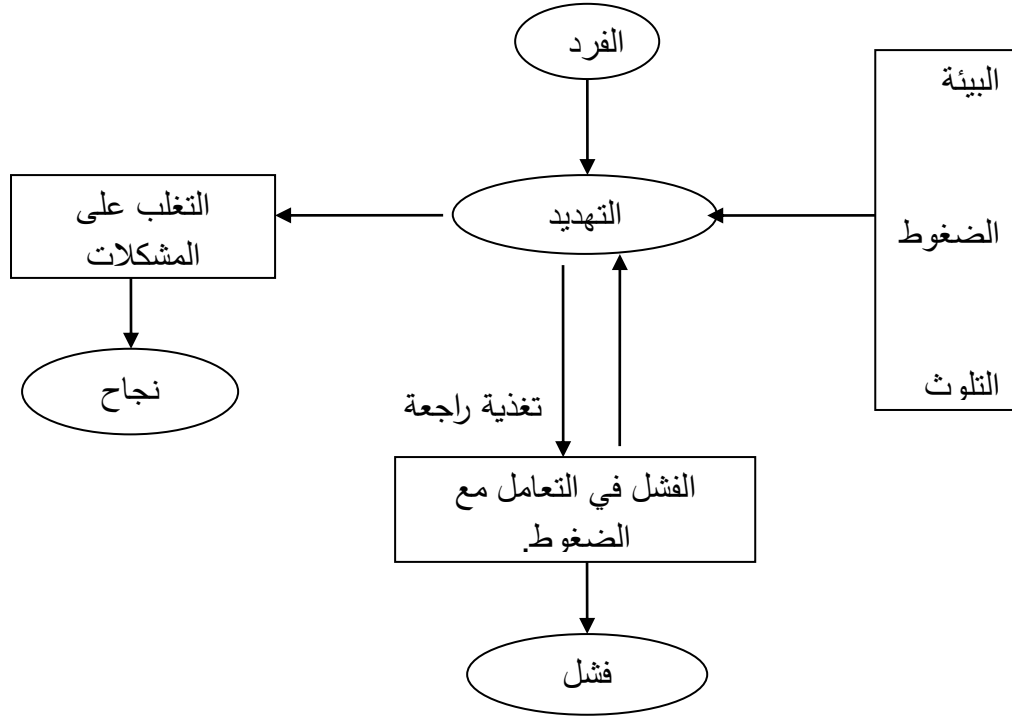 الفرد
البيئة
الضغوط
التلوث
التهديد
التغلب على
المشكلات
نجاح
تغذية راجعة
الفشل في التعامل مع
الضغوط.
فشل